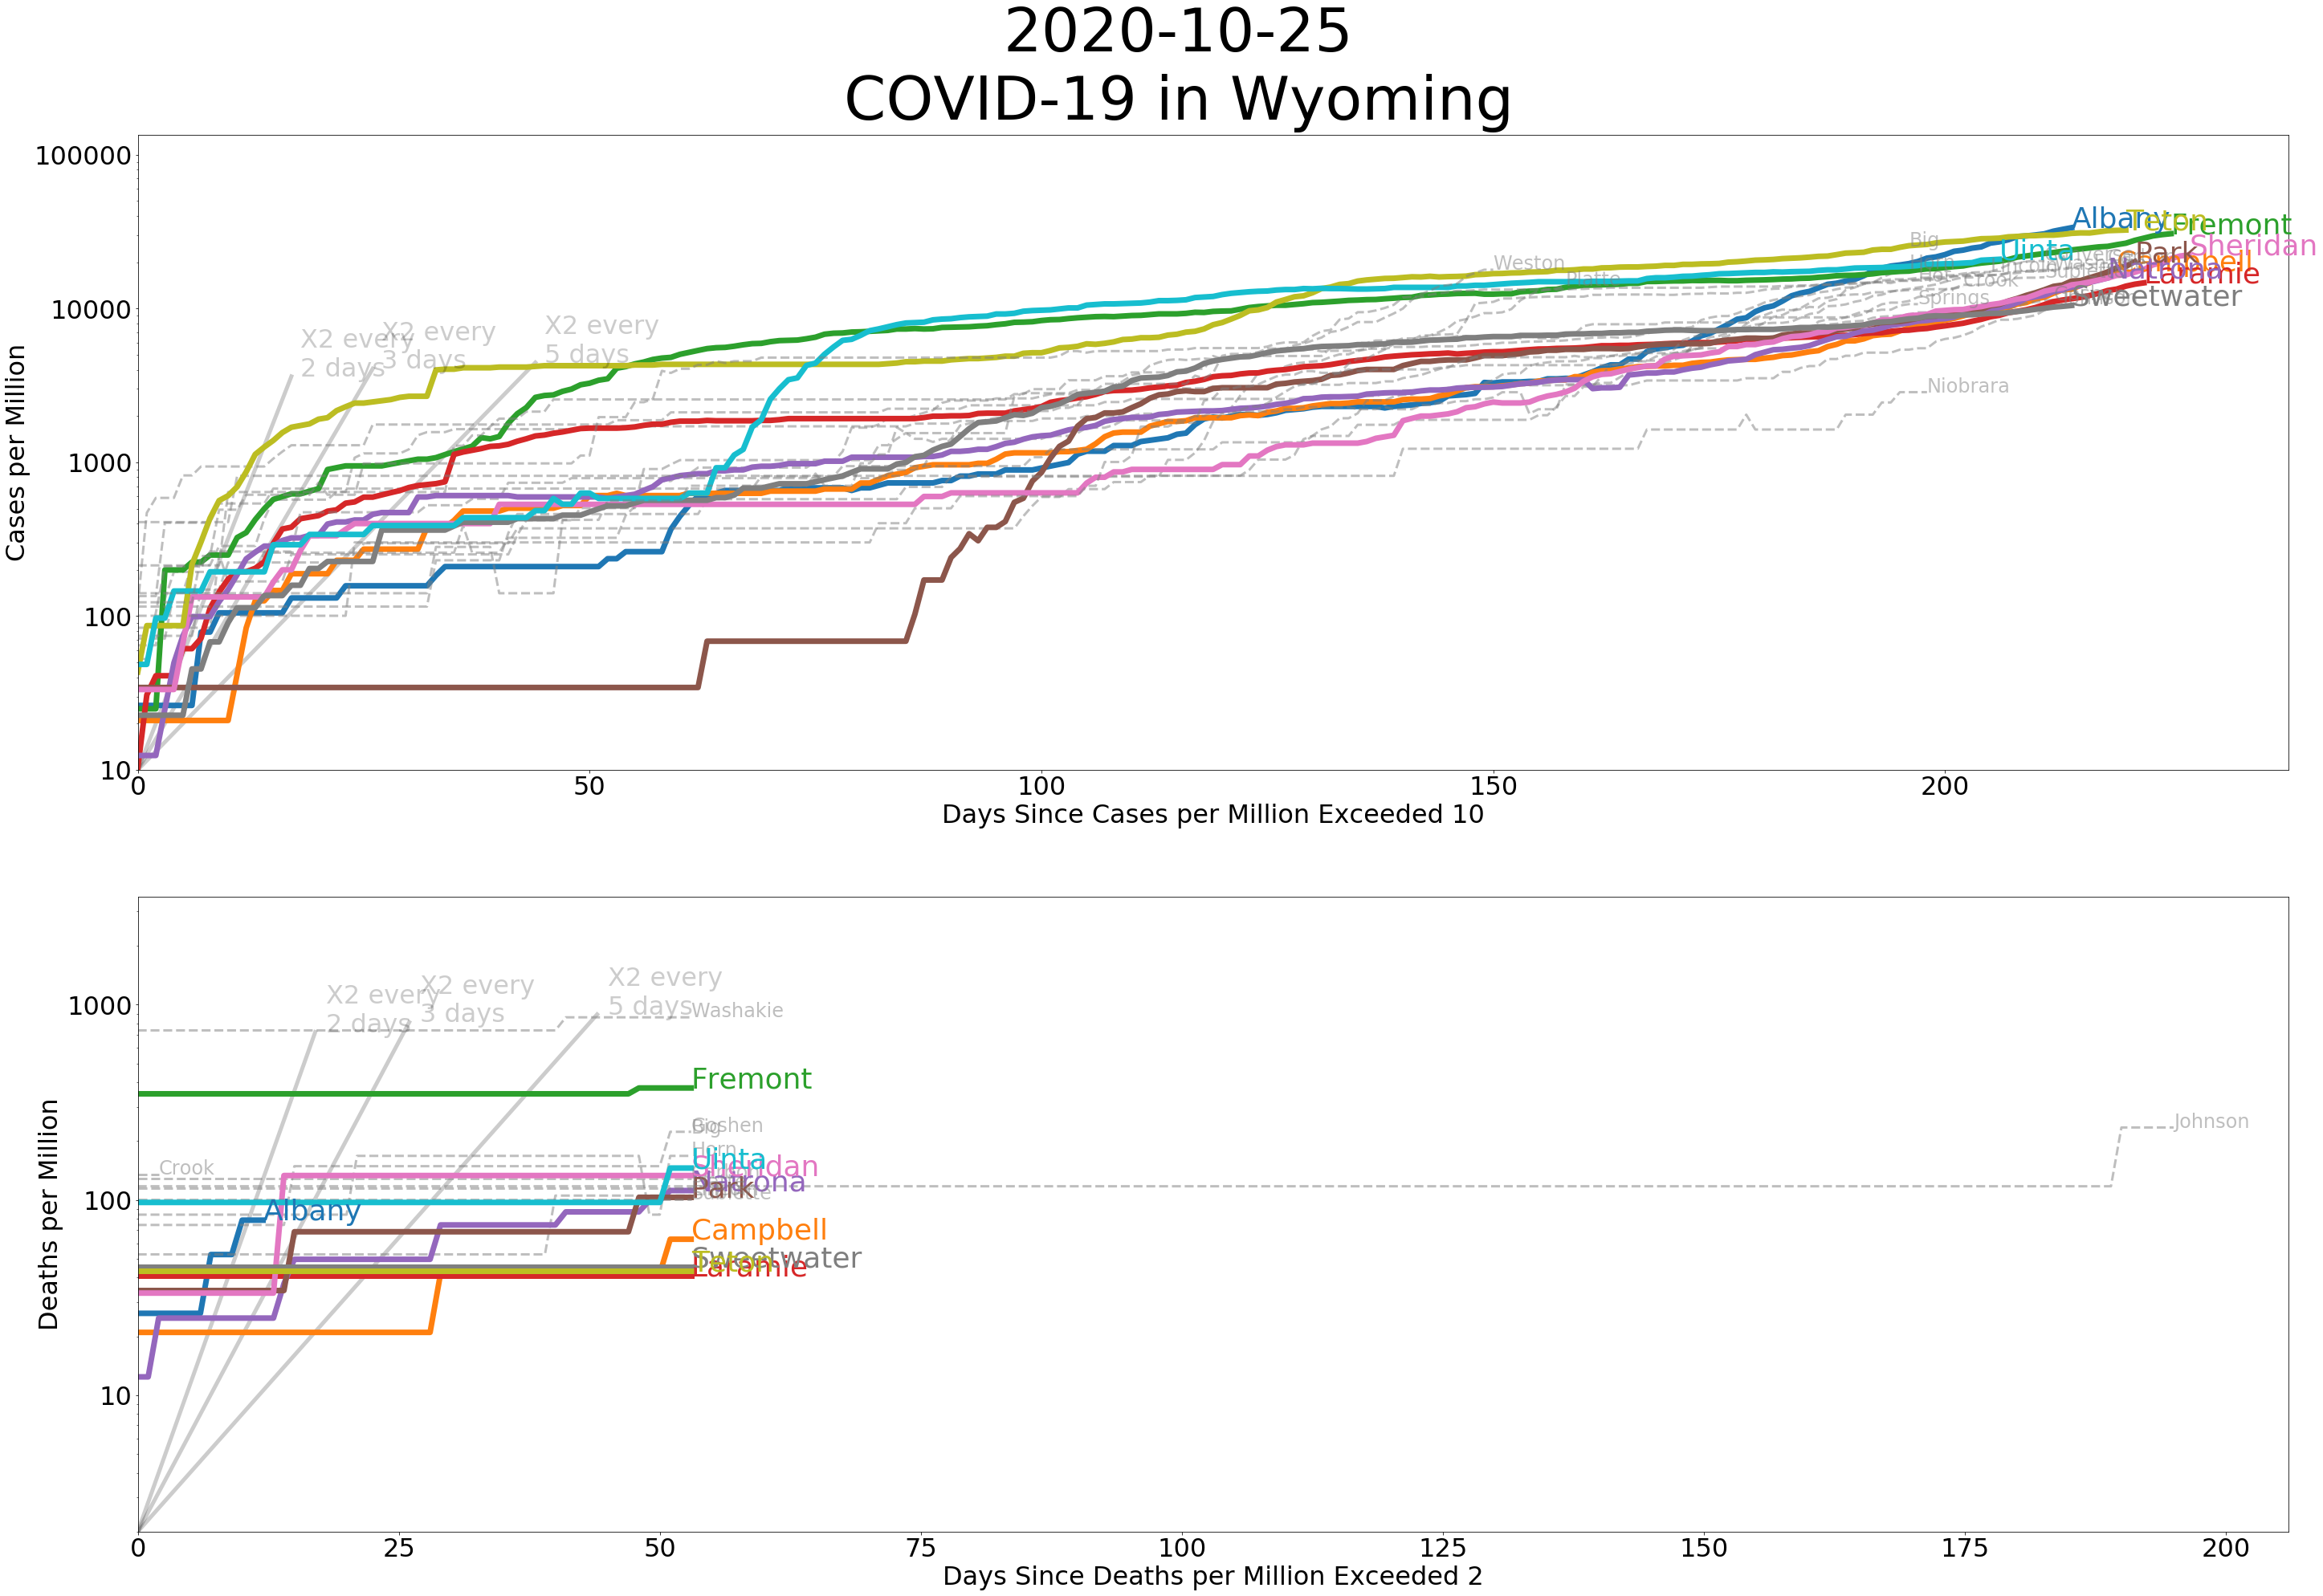 2020-10-25
COVID-19 in Wyoming
100000
10000
1000
100
10
Cases per Million
X2 every
2 days
X2 every
3 days
X2 every
5 days
Albany
Teton
Fremont
Big
Sheridan
Uinta
Park
Weston
Platte
Campbell
Natrona
Laramie
Hot
Springs
Lincoln
Crook
Sweetwater
Niobrara
0
50
100
150
200
Days Since Cases per Million Exceeded 10
1000
100
10
Deaths per Million
X2 every
2 days
X2 every
3 days
X2 every
5 days
Washakie
Fremont
Goshen
Big
Horn
Johnson
Crook
Uinta
Sheridan
Natrona
Park
Albany
Campbell
Sweetwater
Teton
Laramie
0
25
50
75
100
125
150
175
200
Days Since Deaths per Million Exceeded 2